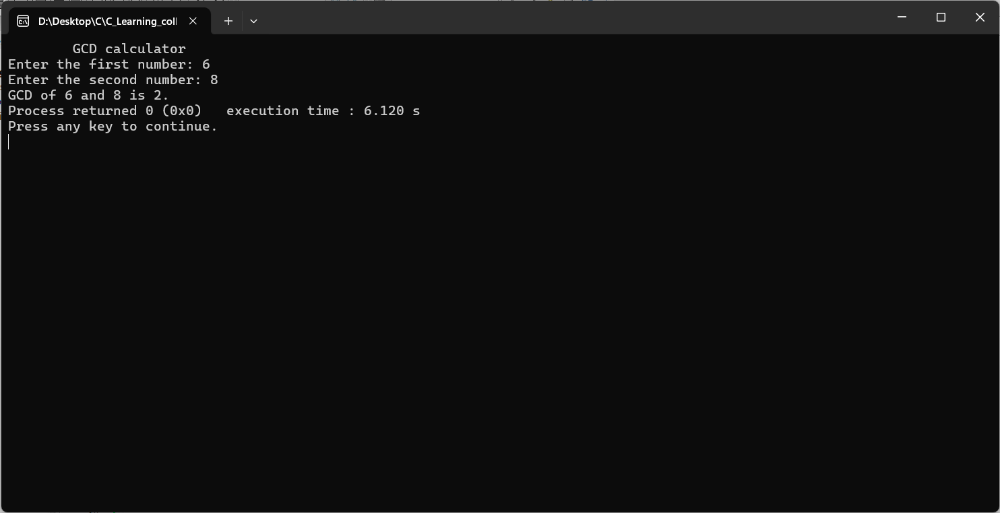 D:\Desktop\C\C_Learning_coll
GCD calculator
Enter the first number: 6
Enter the second number: 8
GCD of 6 and 8 is 2.
Process returned 0 (0x0)   execution time : 6.120 s
Press any key to continue.